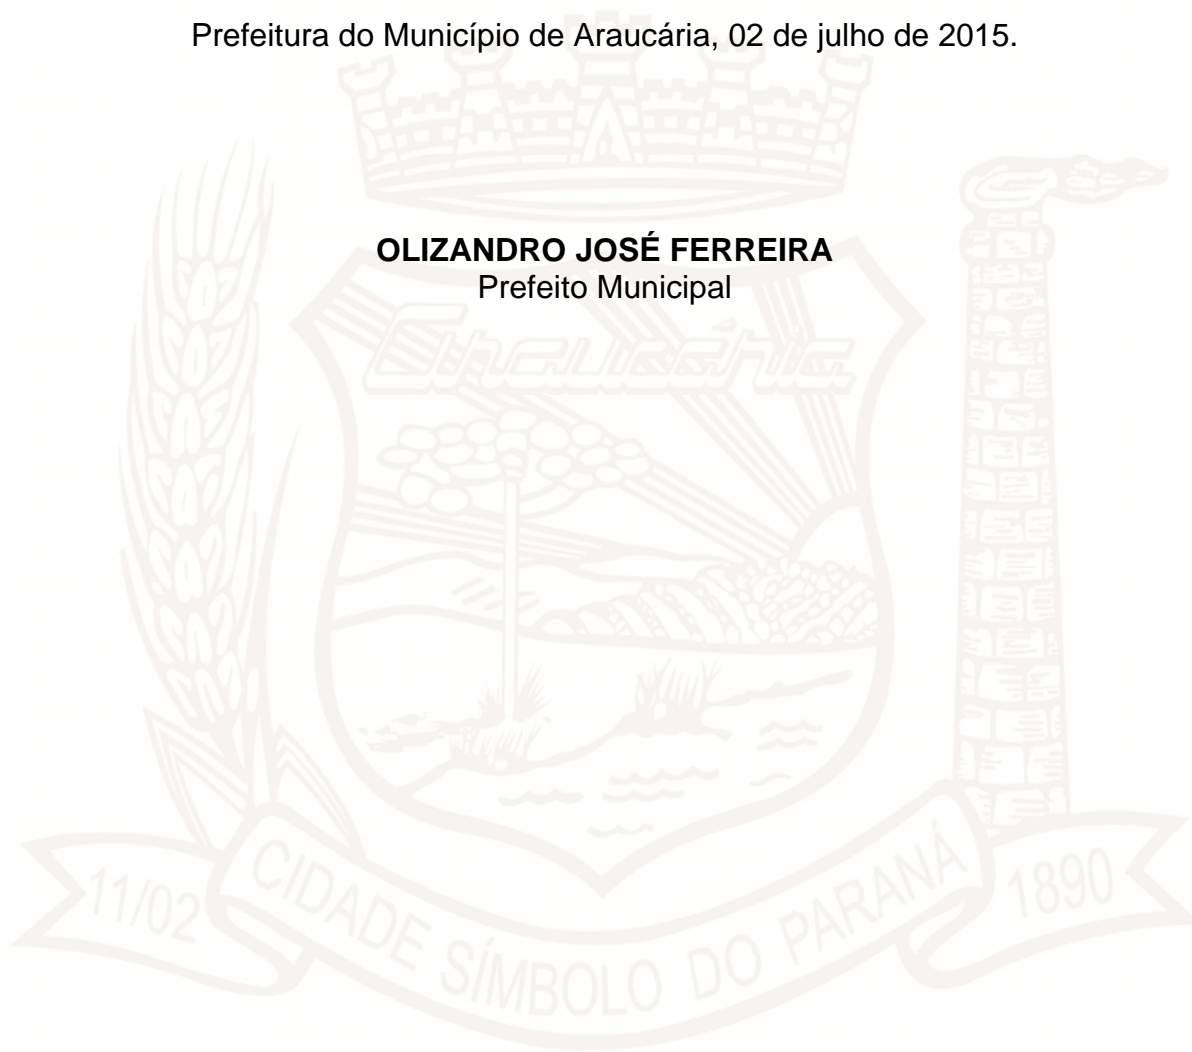 Prefeitura do Município de Araucária, 02 de julho de 2015.
OLIZANDRO JOSÉ FERREIRA
Prefeito Municipal
Araucária
11/02
CIDADE SÍMBOLO DO PARANÁ
1890